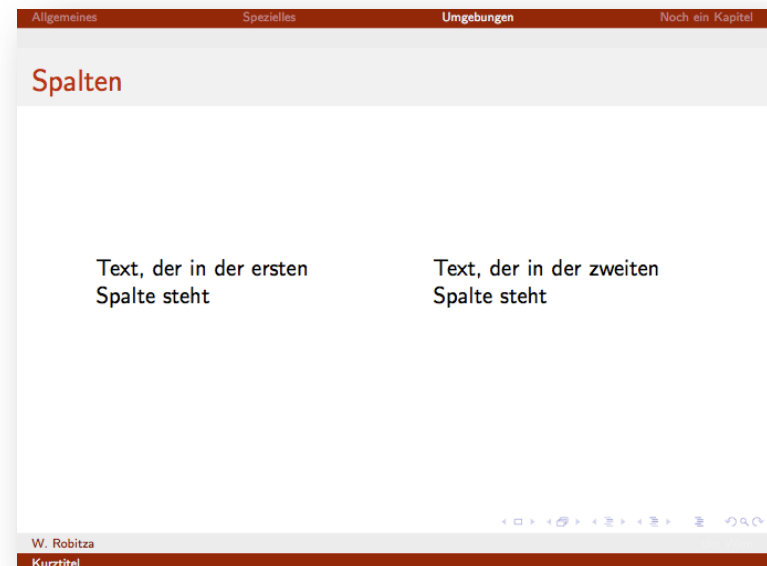 Allgemeines Spezielles Umgebungen Noch ein Kapitel
Spalten
Text, der in der ersten
Spalte steht
Text, der in der zweiten
Spalte steht
W. Robitza
Kurztitel